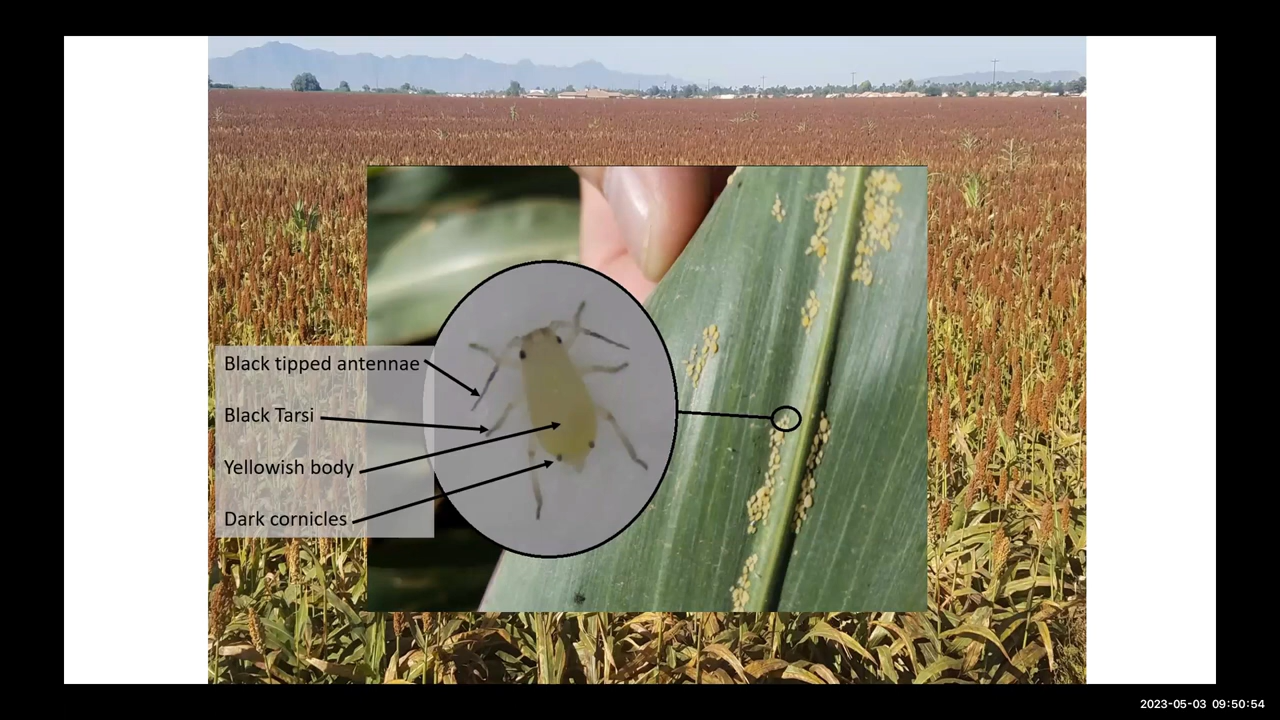 Black tipped antennae
Black Tarsi
Yellowish body
Dark cornicles
2023-05-03 09:50:54